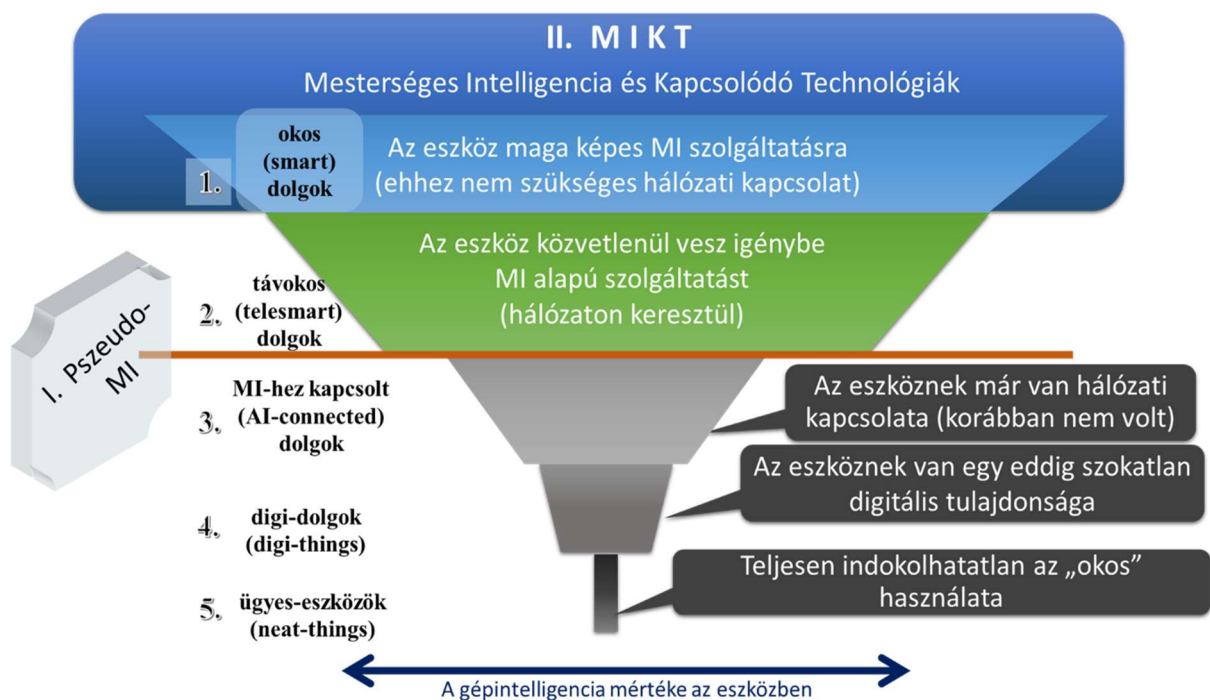 II. M I K T
Mesterséges Intelligencia és Kapcsolódó Technológiák
1.
okos
(smart)
dolgok
Az eszköz maga képes MI szolgáltatásra
(ehhez nem szükséges hálózati kapcsolat)
I. Pszeudo-
MI
2.
távokos
(telesmart)
dolgok
Az eszköz közvetlenül vesz igénybe
MI alapú szolgáltatást
(hálózaton keresztül)
3.
MI-hez kapcsolt
(AI-connected)
dolgok
Az eszköznek már van hálózati
kapcsolata (korábban nem volt)
4.
digi-dolgok
(digi-things)
Az eszköznek van egy eddig szokatlan
digitális tulajdonsága
5.
ügyes-eszközök
(neat-things)
Teljesen indokolhatatlan az „okos”
használata
A gépintelligencia mértéke az eszközben